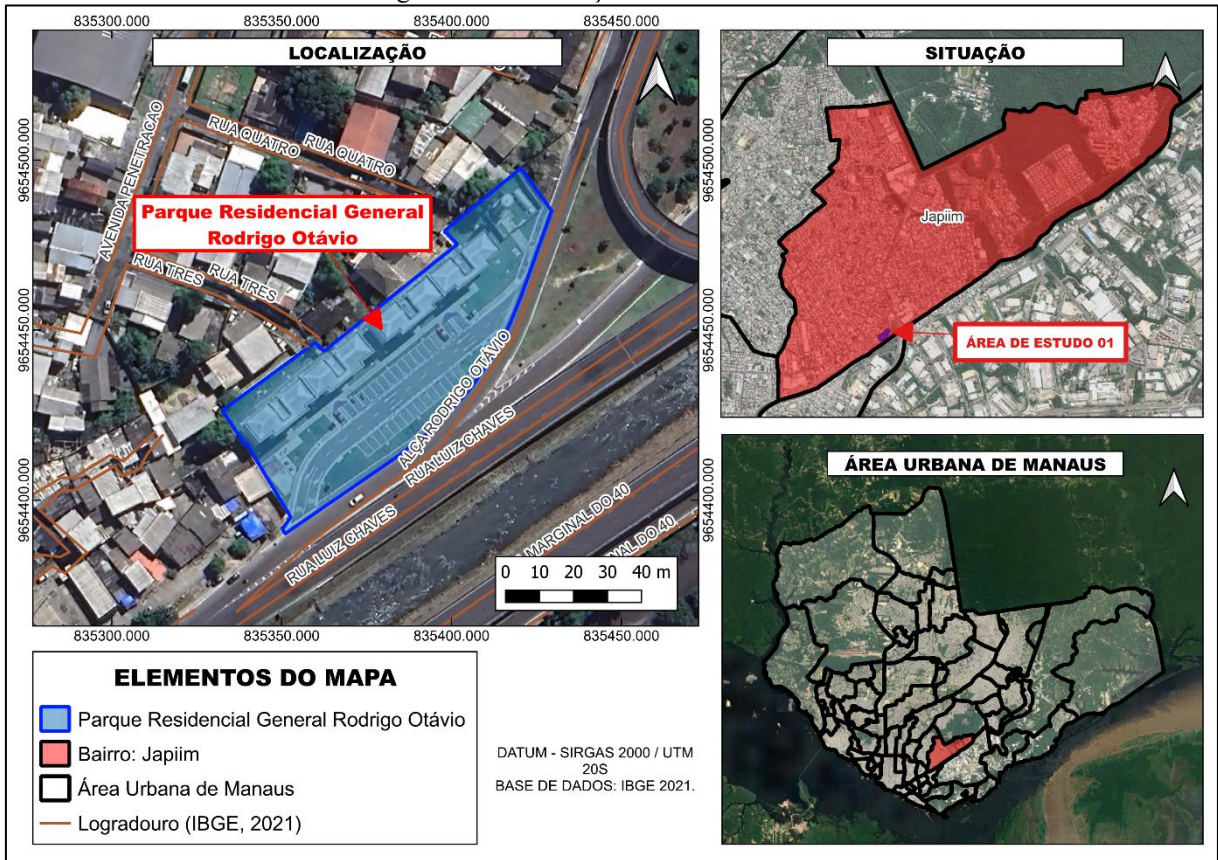 835300.000 835350.000 835400.000 835450.000
LOCALIZAÇÃO
9654500.000
9654450.000
9654400.000
AVENIDA PENETRACAO
RUA QUATRO
RUA QUATRO
Parque Residencial General
Rodrigo Otávio
RUA TRES
RUA TRES
ALÇA RODRIGO OTÁVIO
RUA LUIZ CHAVES
RUA LUIZ CHAVES
MARGINAL DO 40
DO 40
0 10 20 30 40 m
835300.000 835350.000 835400.000 835450.000
SITUAÇÃO
9654500.000
9654450.000
9654400.000
Japiim
ÁREA DE ESTUDO 01
ÁREA URBANA DE MANAUS
ELEMENTOS DO MAPA
Parque Residencial General Rodrigo Otávio
Bairro: Japiim
Área Urbana de Manaus
Logradouro (IBGE, 2021)
DATUM - SIRGAS 2000 / UTM
20S
BASE DE DADOS: IBGE 2021.